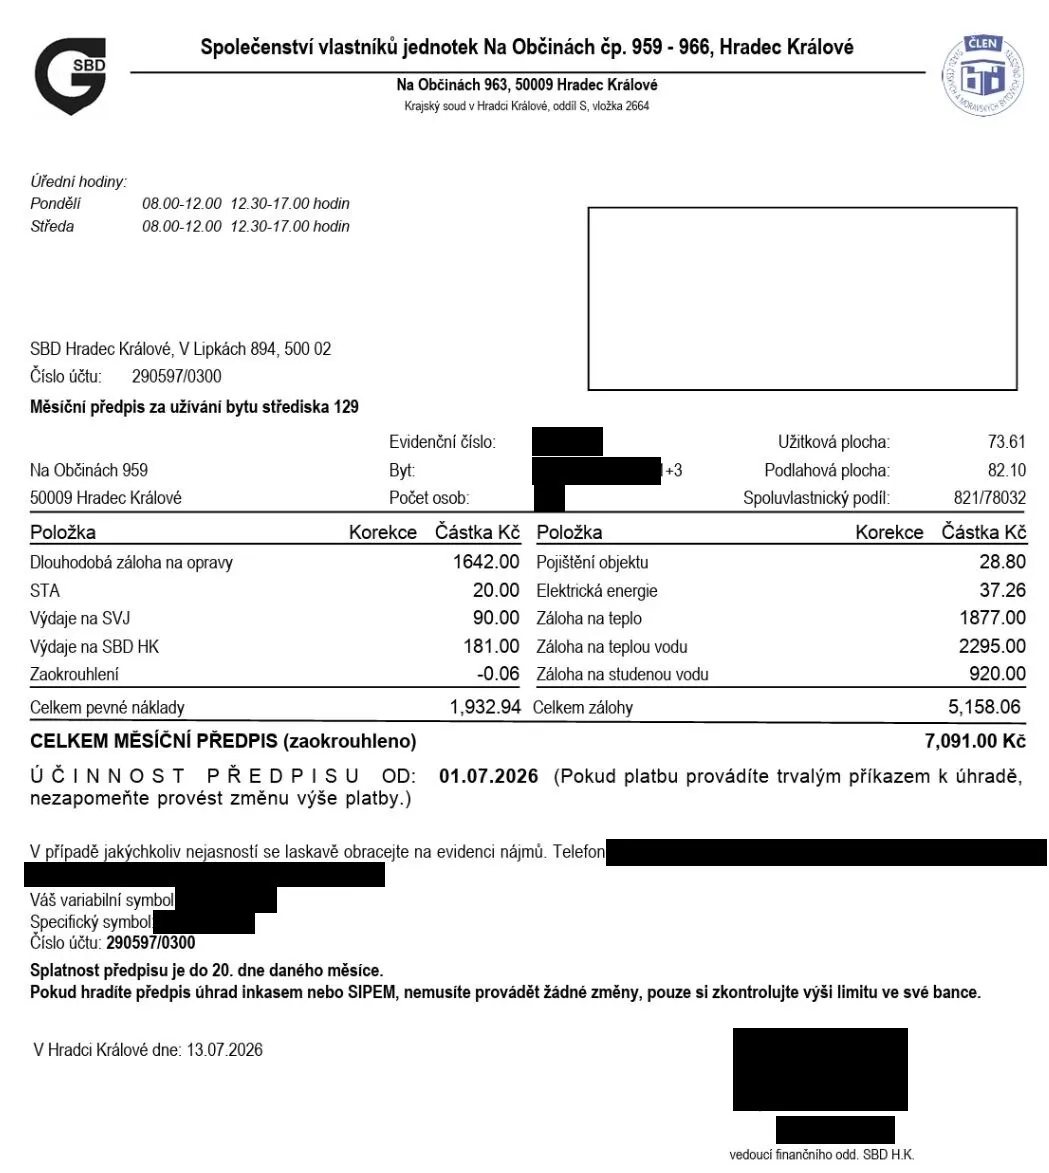 SBD
Společenství vlastníků jednotek Na Občinách čp. 959 - 966, Hradec Králové
Na Občinách 963, 50009 Hradec Králové
Krajský soud v Hradci Králové, oddíl S, vložka 2664
ČLEN
SVAZU ČESKÝCH A MORAVSKÝCH BYTOVÝCH DRUŽSTEV
Úřední hodiny:
Pondělí 08.00-12.00 12.30-17.00 hodin
Středa 08.00-12.00 12.30-17.00 hodin
SBD Hradec Králové, V Lipkách 894, 500 02
Číslo účtu: 290597/0300
Měsíční předpis za užívání bytu střediska 129
Evidenční číslo: Užitková plocha: 73.61
Na Občinách 959 Byt: 1+3 Podlahová plocha: 82.10
50009 Hradec Králové Počet osob: Spoluvlastnický podíl: 821/78032
Položka Korekce Částka Kč Položka Korekce Částka Kč
Dlouhodobá záloha na opravy 1642.00 Pojištění objektu 28.80
STA 20.00 Elektrická energie 37.26
Výdaje na SVJ 90.00 Záloha na teplo 1877.00
Výdaje na SBD HK 181.00 Záloha na teplou vodu 2295.00
Zaokrouhlení -0.06 Záloha na studenou vodu 920.00
Celkem pevné náklady 1,932.94 Celkem zálohy 5,158.06
CELKEM MĚSÍČNÍ PŘEDPIS (zaokrouhleno) 7,091.00 Kč
ÚČINNOST PŘEDPISU OD: 01.07.2026 (Pokud platbu provádíte trvalým příkazem k úhradě,
nezapomeňte provést změnu výše platby.)
V případě jakýchkoliv nejasností se laskavě obracejte na evidenci nájmů. Telefon
Váš variabilní symbol
Specifický symbol:
Číslo účtu: 290597/0300
Splatnost předpisu je do 20. dne daného měsíce.
Pokud hradíte předpis úhrad inkasem nebo SIPEM, nemusíte provádět žádné změny, pouze si zkontrolujte výši limitu ve své bance.
V Hradci Králové dne: 13.07.2026
vedoucí finančního odd. SBD H.K.